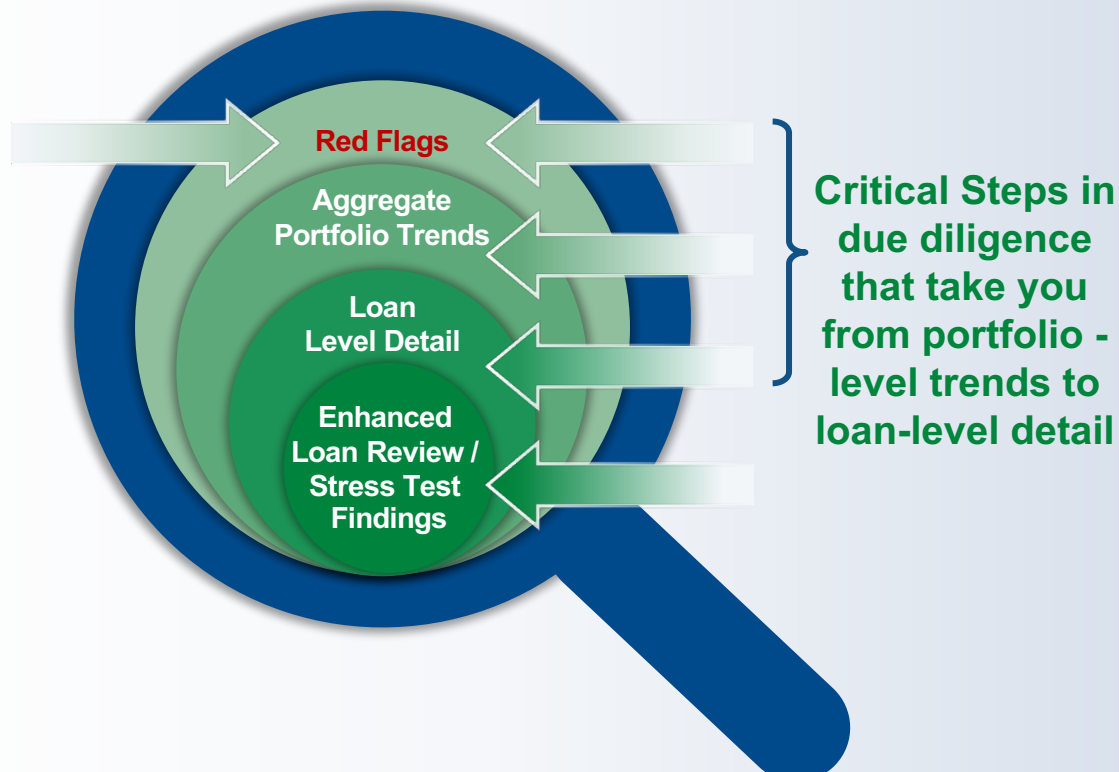 Red Flags
Aggregate
Portfolio Trends
Loan
Level Detail
Enhanced
Loan Review /
Stress Test
Findings
Critical Steps in
due diligence
that take you
from portfolio -
level trends to
loan-level detail